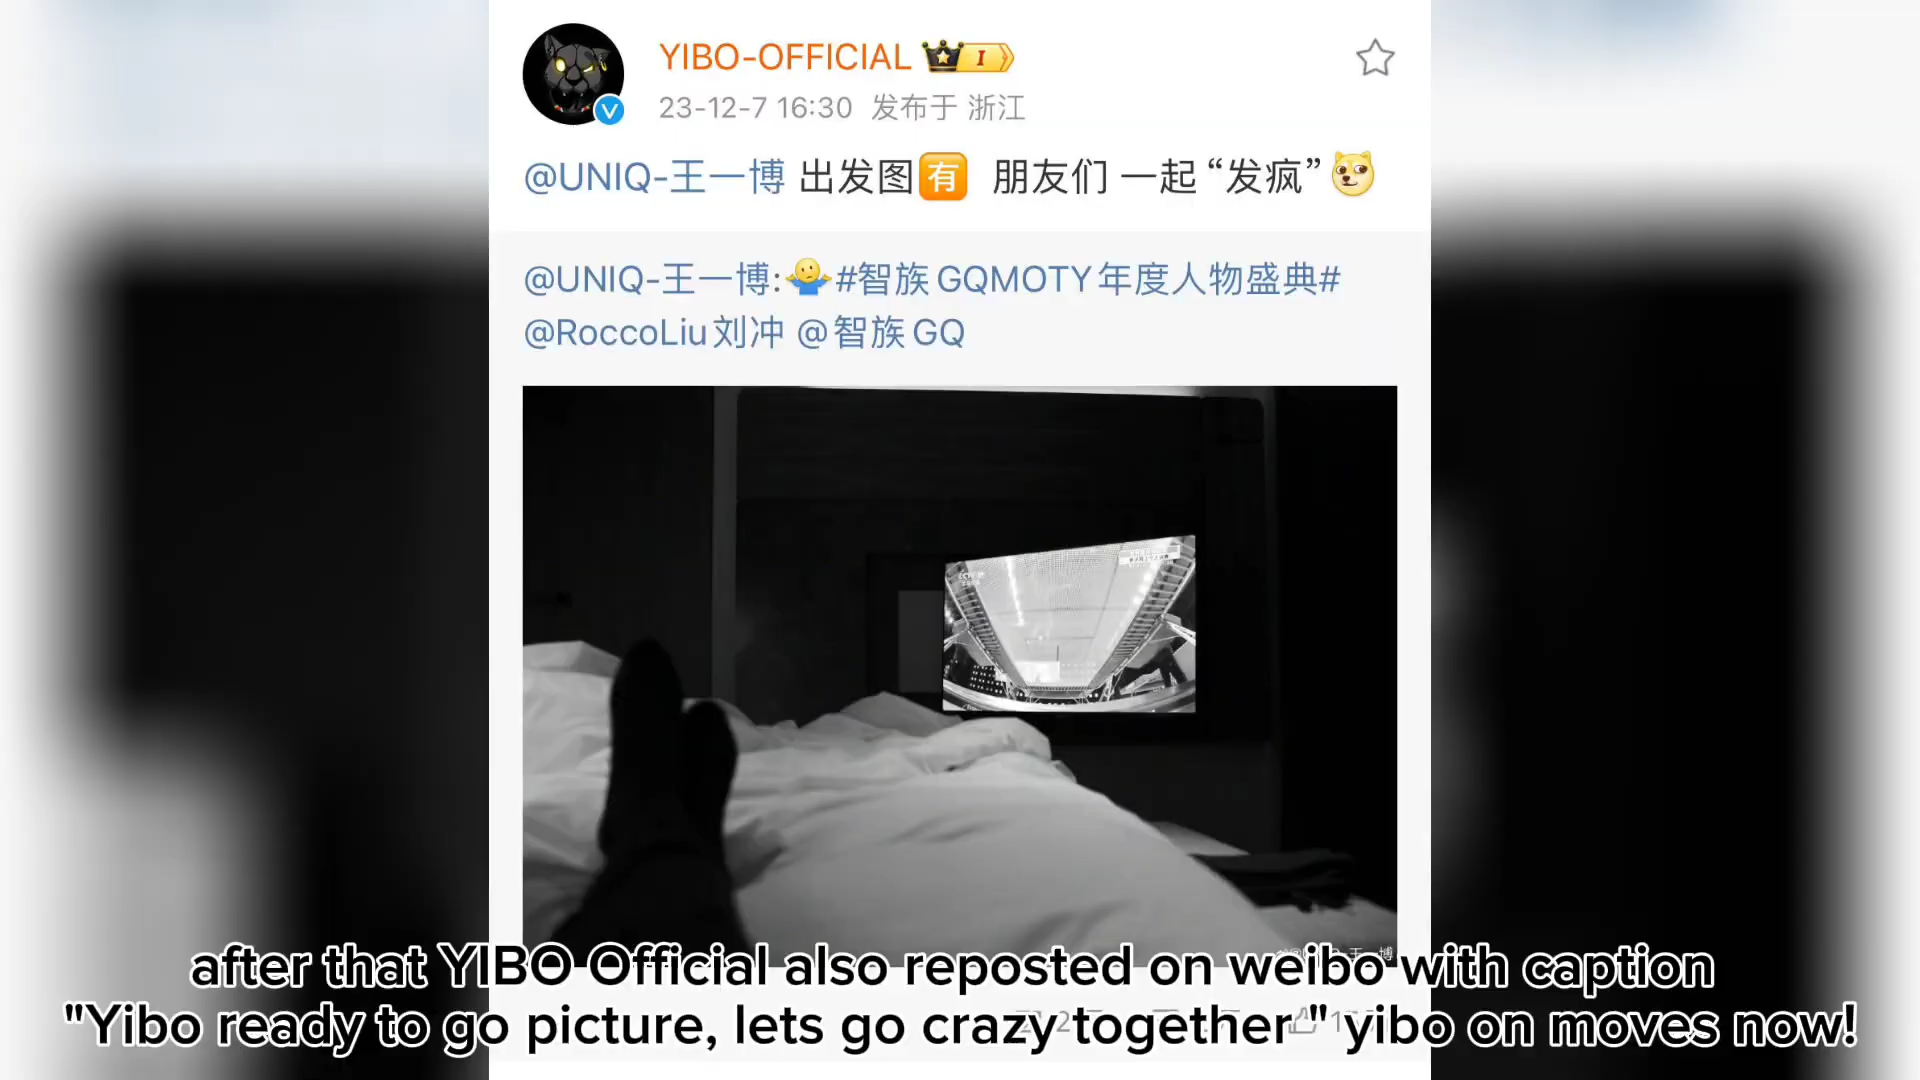 YIBO-OFFICIAL I
23-12-7 16:30 发布于 浙江
@UNIQ-王一博 出发图有 朋友们 一起“发疯”
@UNIQ-王一博:#智族GQMOTY年度人物盛典#
@RoccoLiu刘冲 @智族GQ
after that YIBO Official also reposted on weibo with caption
"Yibo ready to go picture, lets go crazy together " yibo on moves now!